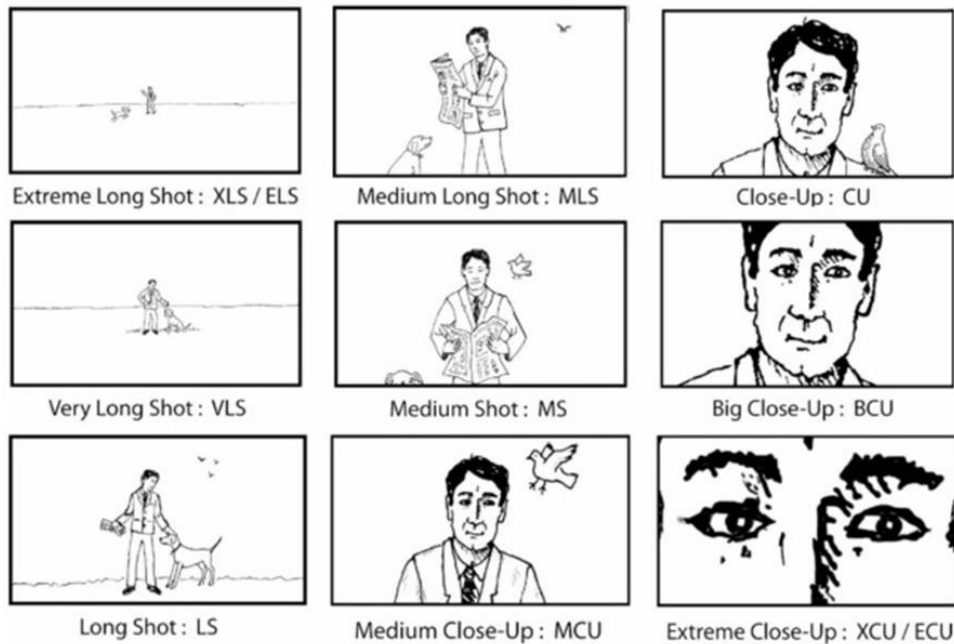 Extreme Long Shot : XLS / ELS
Medium Long Shot : MLS
Close-Up : CU
Very Long Shot : VLS
Medium Shot : MS
Big Close-Up : BCU
Long Shot : LS
Medium Close-Up : MCU
Extreme Close-Up : XCU / ECU